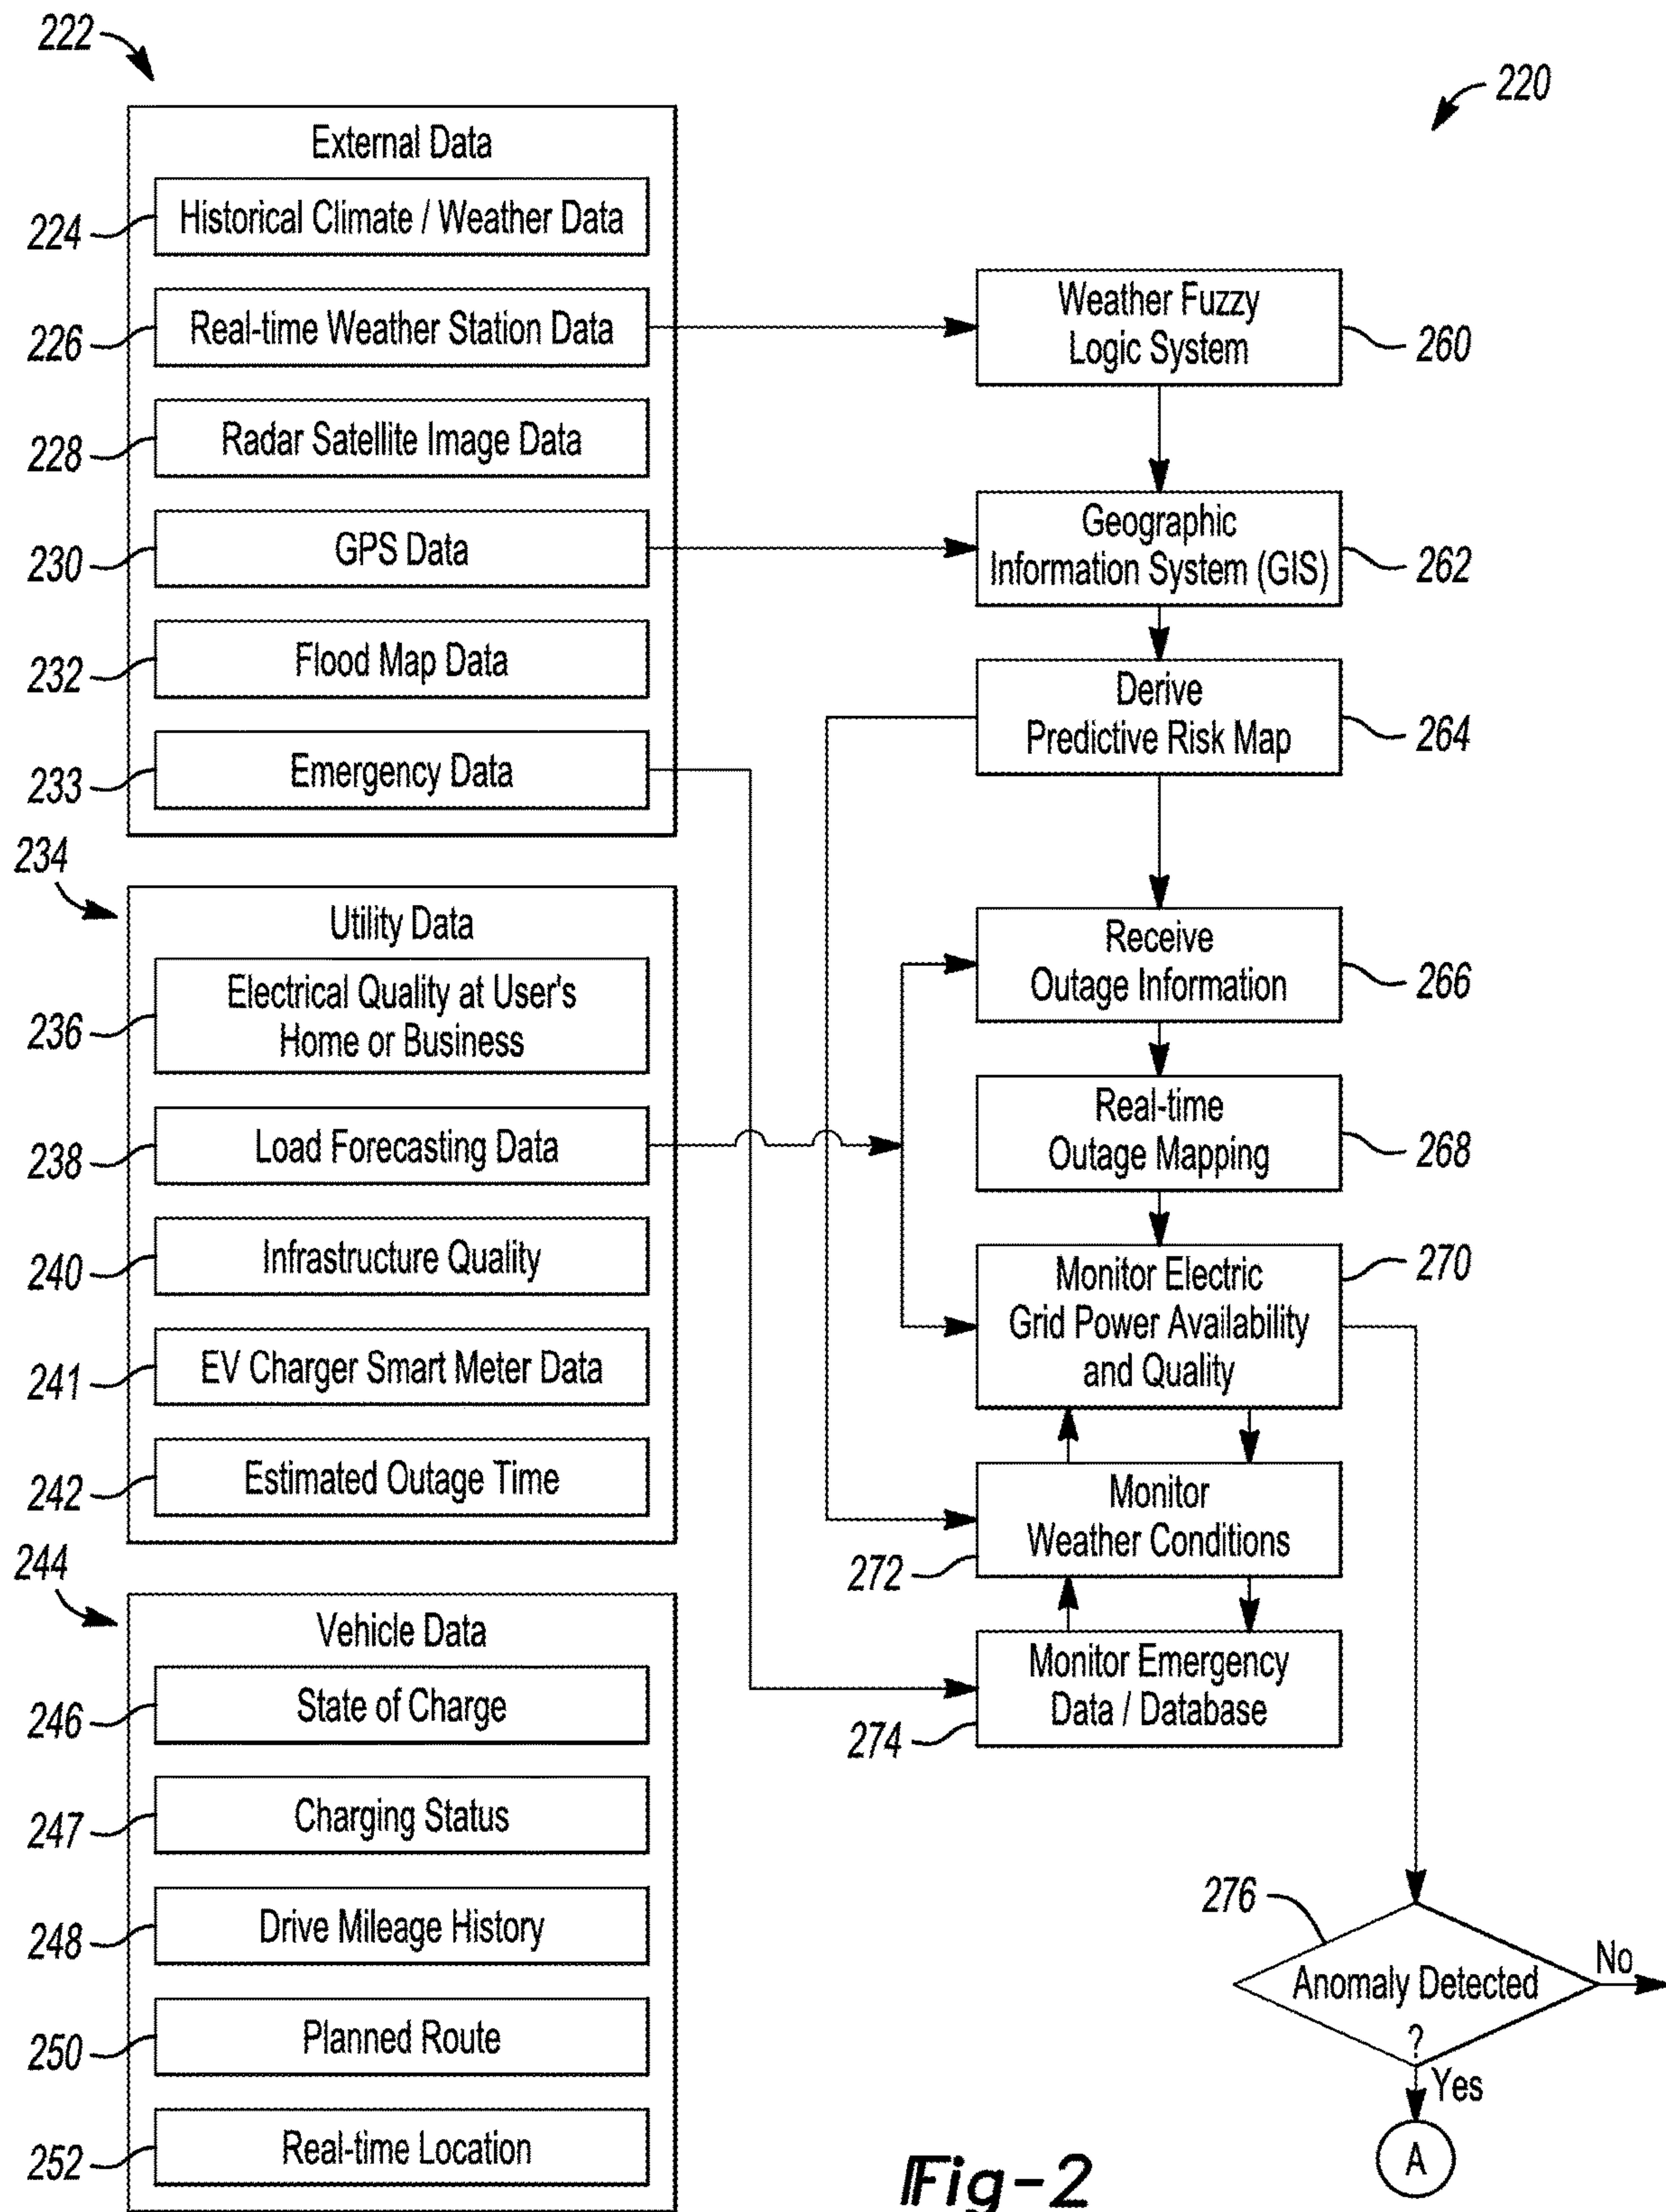 222
220
External Data
224
Historical Climate / Weather Data
226
Real-time Weather Station Data
228
Radar Satellite Image Data
230
GPS Data
232
Flood Map Data
233
Emergency Data
234
Utility Data
236
Electrical Quality at User's
Home or Business
238
Load Forecasting Data
240
Infrastructure Quality
241
EV Charger Smart Meter Data
242
Estimated Outage Time
244
Vehicle Data
246
State of Charge
247
Charging Status
248
Drive Mileage History
250
Planned Route
252
Real-time Location
Weather Fuzzy
Logic System
260
Geographic
Information System (GIS)
262
Derive
Predictive Risk Map
264
Receive
Outage Information
266
Real-time
Outage Mapping
268
Monitor Electric
Grid Power Availability
and Quality
270
Monitor
Weather Conditions
272
Monitor Emergency
Data / Database
274
276
Anomaly Detected
?
No
Yes
A
Fig-2